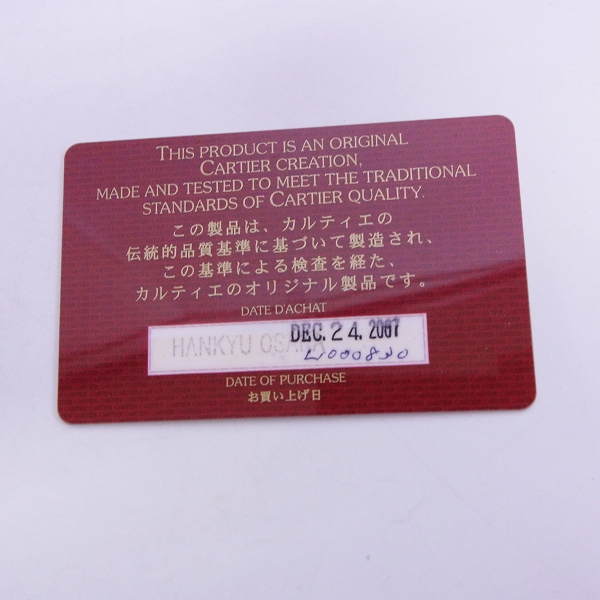 THIS PRODUCT IS AN ORIGINAL
CARTIER CREATION,
MADE AND TESTED TO MEET THE TRADITIONAL
STANDARDS OF CARTIER QUALITY.
この製品は、カルティエの
伝統的品質基準に基づいて製造され、
この基準による検査を経た、
カルティエのオリジナル製品です。
DATE D'ACHAT
HANKYU OSAKA DEC. 24. 2007
DATE OF PURCHASE
お買い上げ日